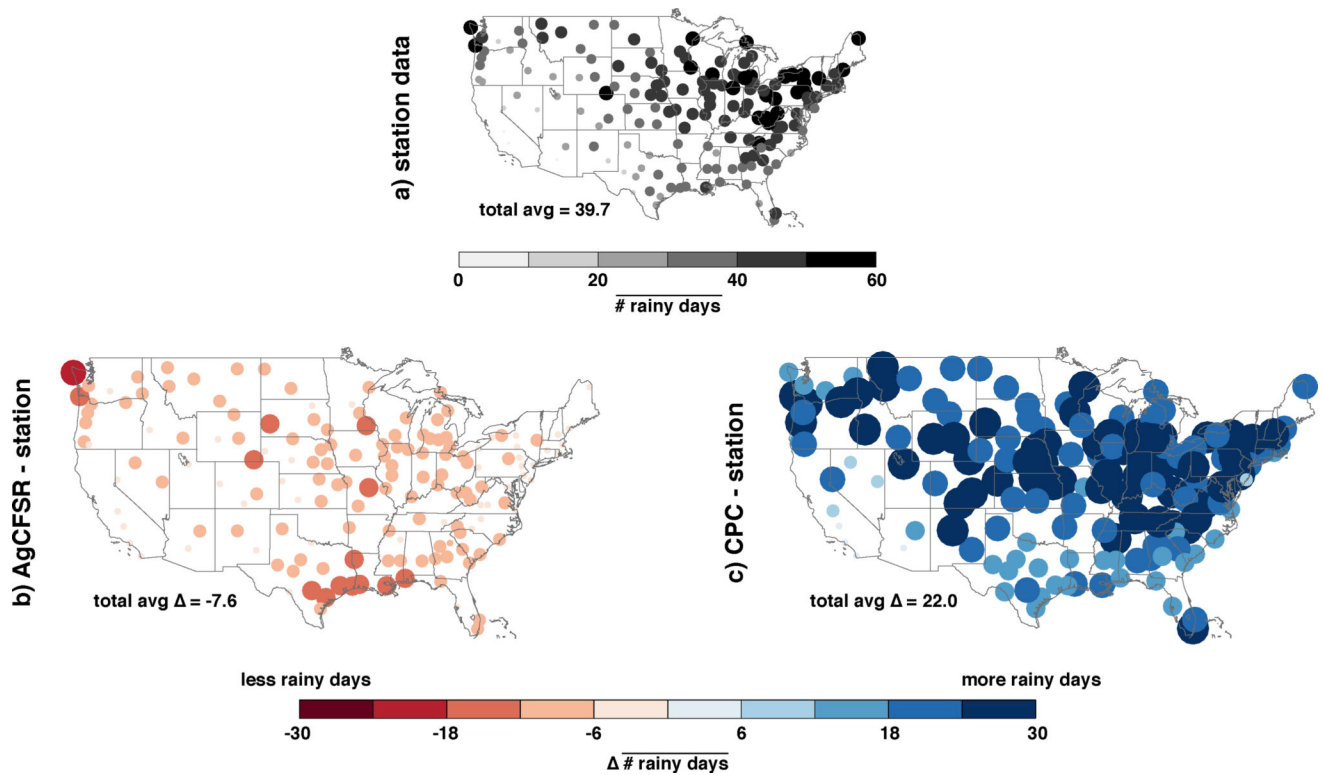 a) station data
total avg = 39.7
0 20 40 60
# rainy days
b) AgCFSR - station
total avg Δ = -7.6
c) CPC - station
total avg Δ = 22.0
less rainy days more rainy days
-30 -18 -6 6 18 30
Δ # rainy days